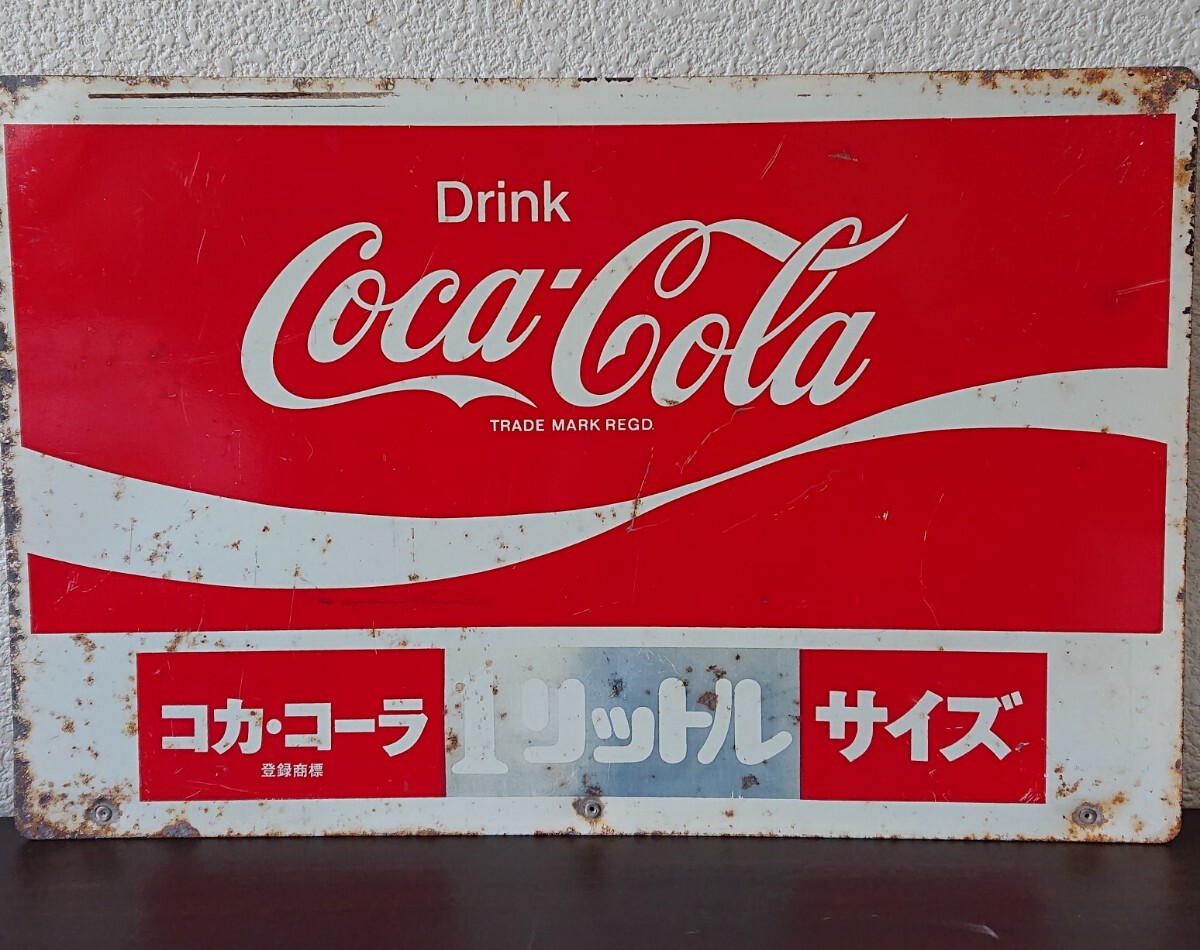 Drink
Coca-Cola
TRADE MARK REGD.
コカ・コーラ 1リットル サイズ
登録商標